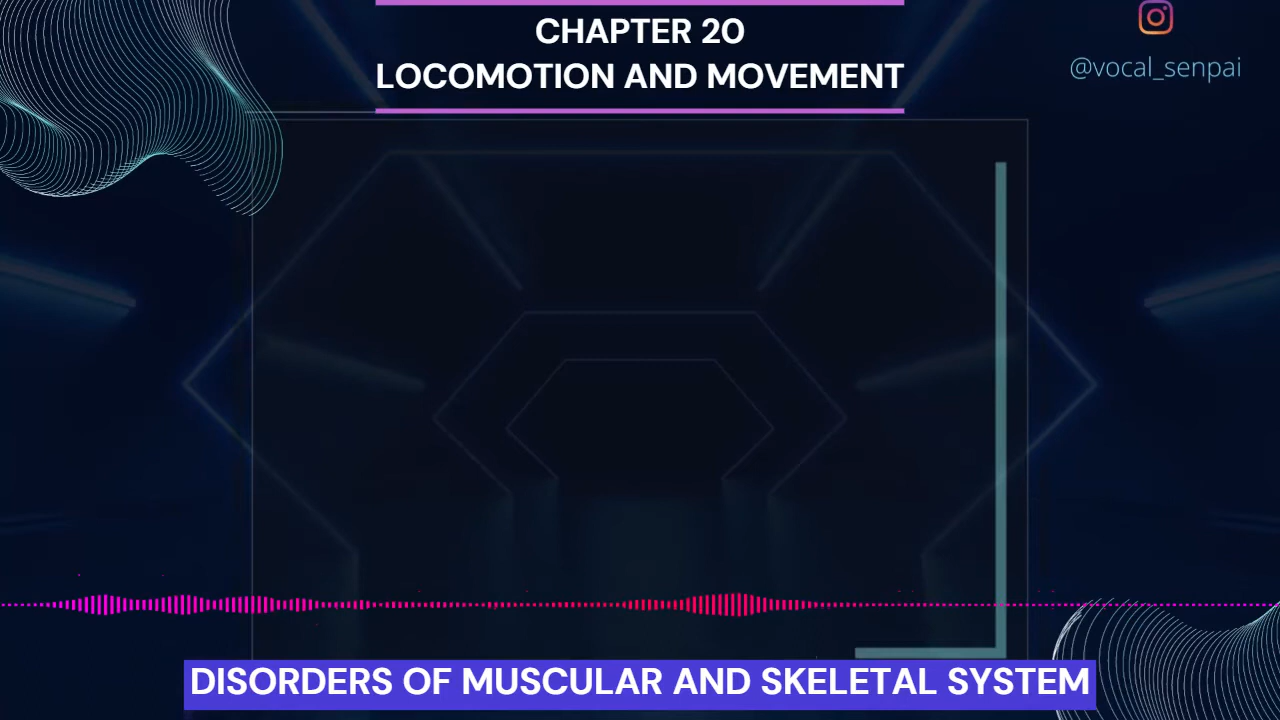 CHAPTER 20
LOCOMOTION AND MOVEMENT
@vocal_senpai
DISORDERS OF MUSCULAR AND SKELETAL SYSTEM